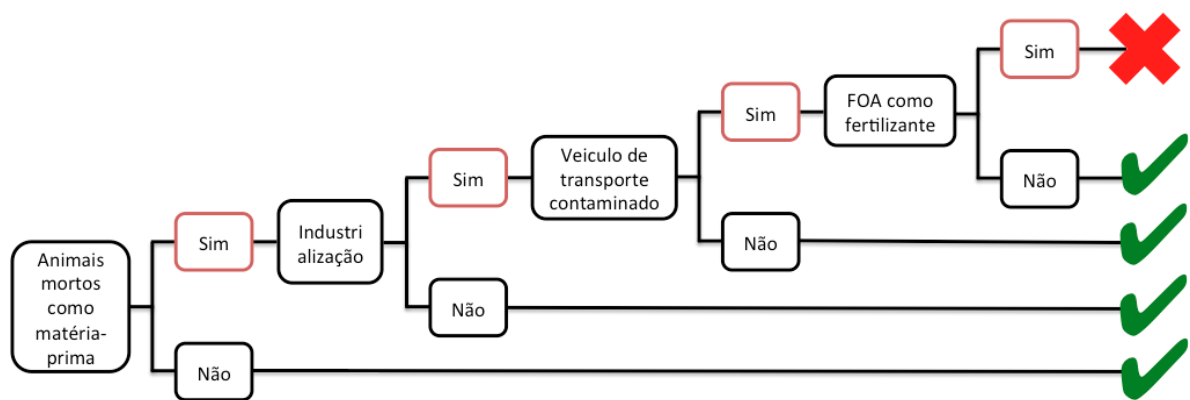 Animais
mortos
como
matéria-
prima
Sim
Não
Industri
alização
Sim
Não
Veiculo de
transporte
contaminado
Sim
Não
FOA como
fertilizante
Sim
Não